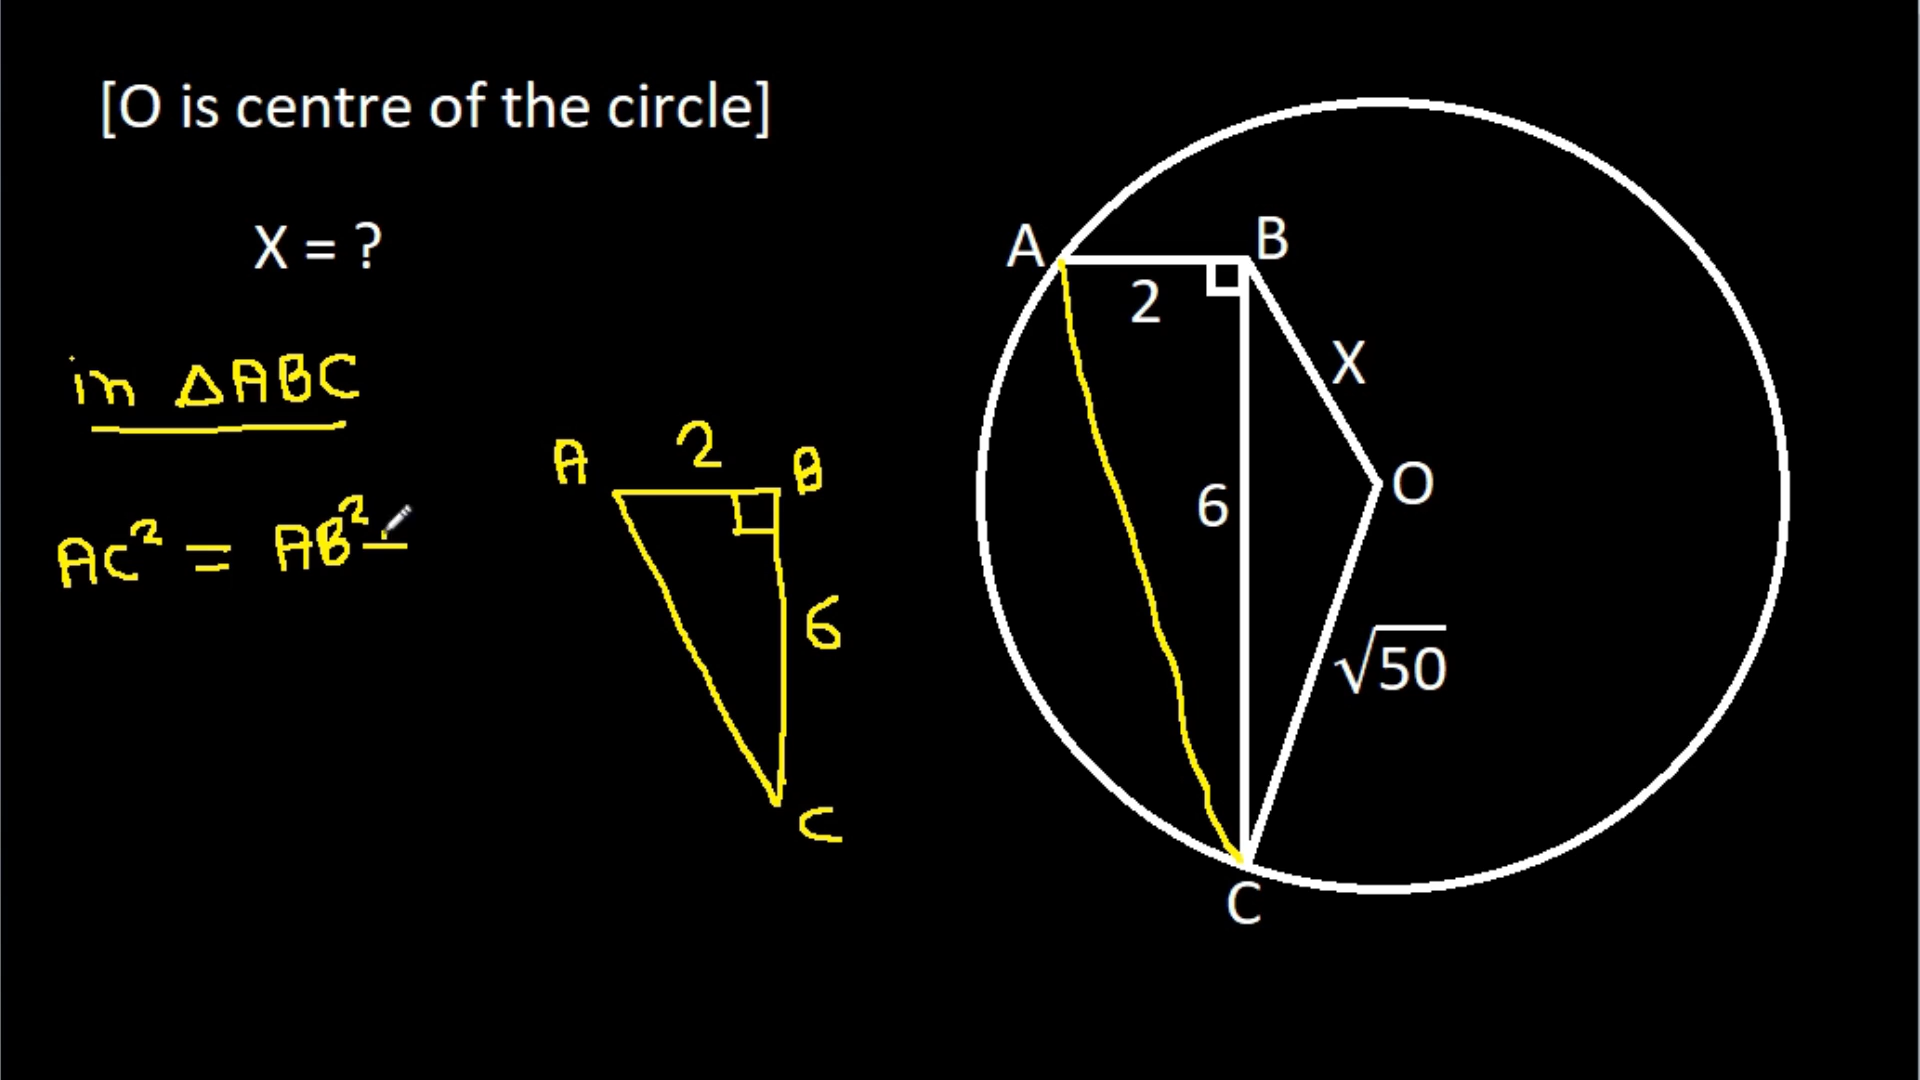 [O is centre of the circle]
X = ?
in ΔABC
AC² = AB²
A 2 B
6
C
A B
2
X
6 O
√50
C